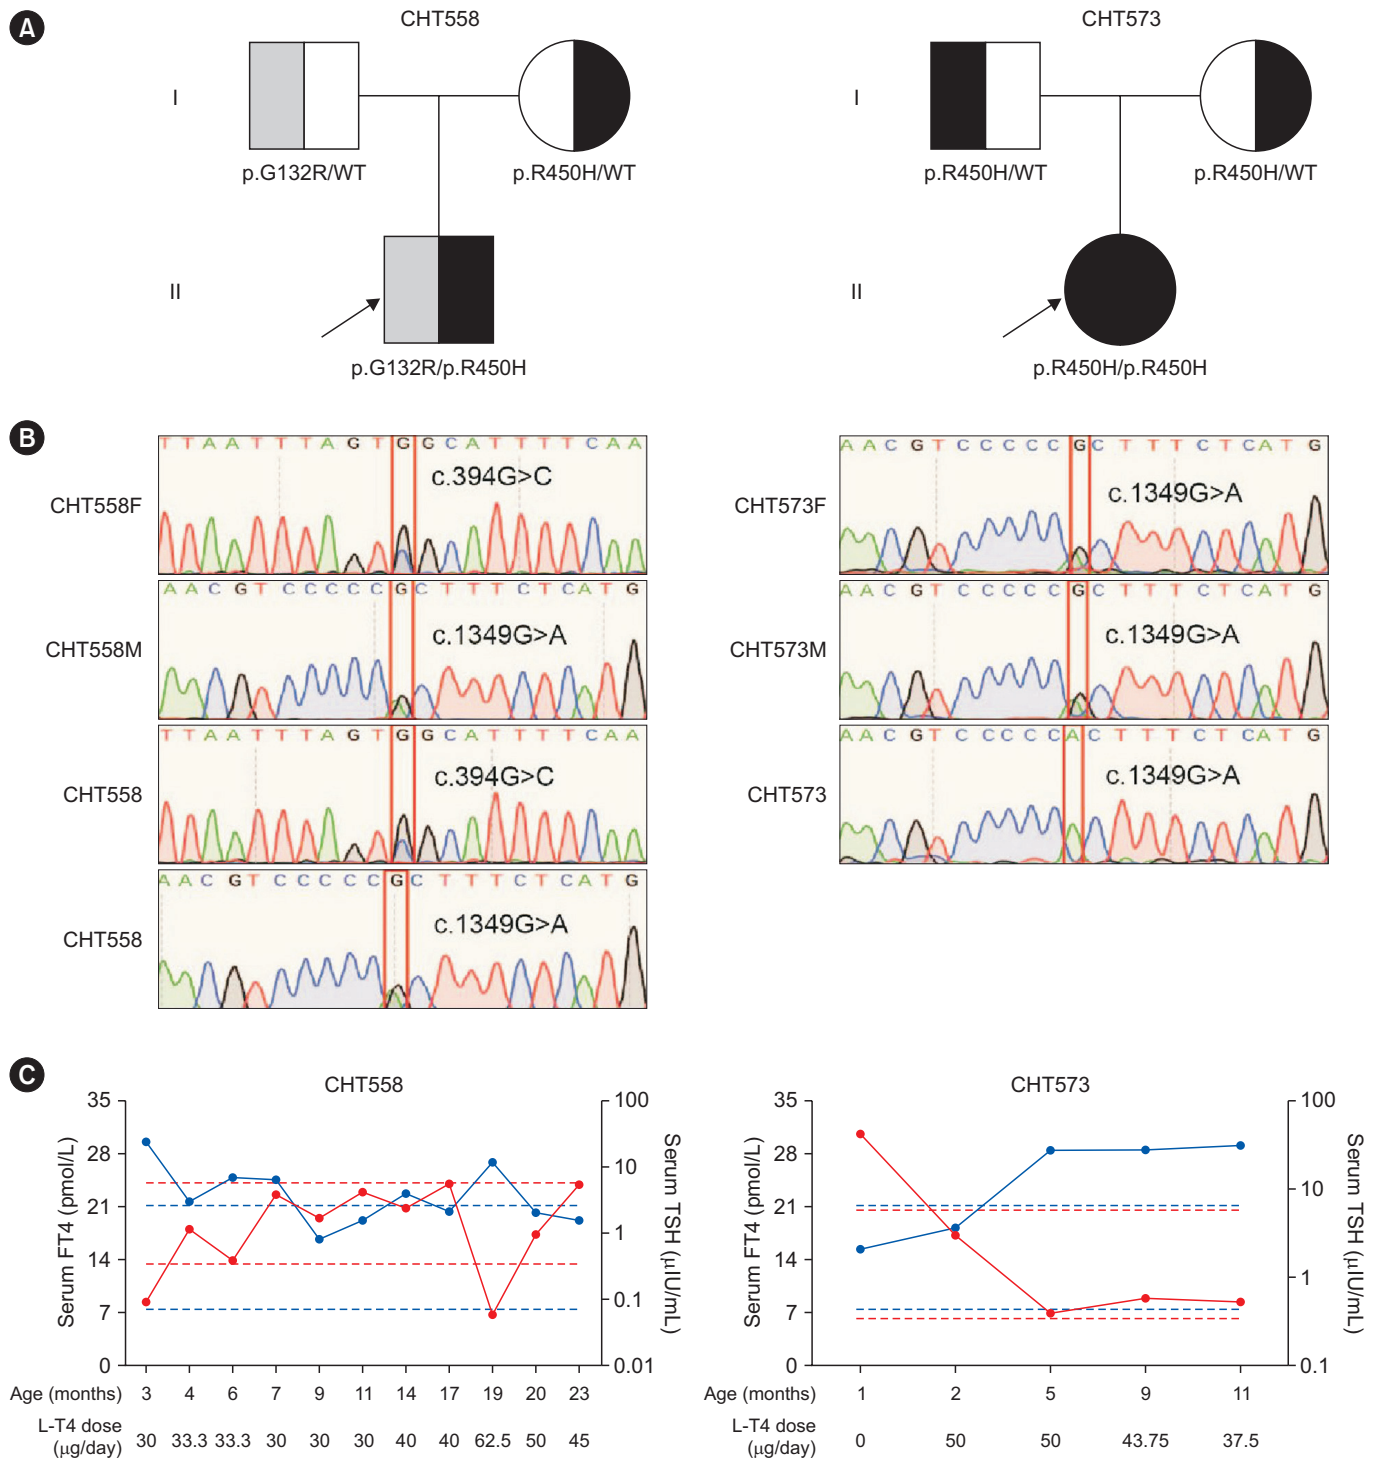 A
CHT558
CHT573
I
I
p.G132R/WT
p.R450H/WT
p.R450H/WT
p.R450H/WT
II
II
p.G132R/p.R450H
p.R450H/p.R450H
B
CHT558F
T T A A T T T A G T G G C A T T T T C A A
c.394G>C
CHT558M
A A C G T C C C C C G C T T T C T C A T G
c.1349G>A
CHT558
T T A A T T T A G T G G C A T T T T C A A
c.394G>C
CHT558
A A C G T C C C C C G C T T T C T C A T G
c.1349G>A
CHT573F
A A C G T C C C C C G C T T T C T C A T G
c.1349G>A
CHT573M
A A C G T C C C C C G C T T T C T C A T G
c.1349G>A
CHT573
A A C G T C C C C C A C T T T C T C A T G
c.1349G>A
C
CHT558
Serum FT4 (pmol/L)
35
28
21
14
7
0
100
10
1
0.1
0.01
Serum TSH (μIU/mL)
Age (months) 3 4 6 7 9 11 14 17 19 20 23
L-T4 dose
(μg/day) 30 33.3 33.3 30 30 30 40 40 62.5 50 45
CHT573
Serum FT4 (pmol/L)
35
28
21
14
7
0
100
10
1
0.1
Serum TSH (μIU/mL)
Age (months) 1 2 5 9 11
L-T4 dose
(μg/day) 0 50 50 43.75 37.5